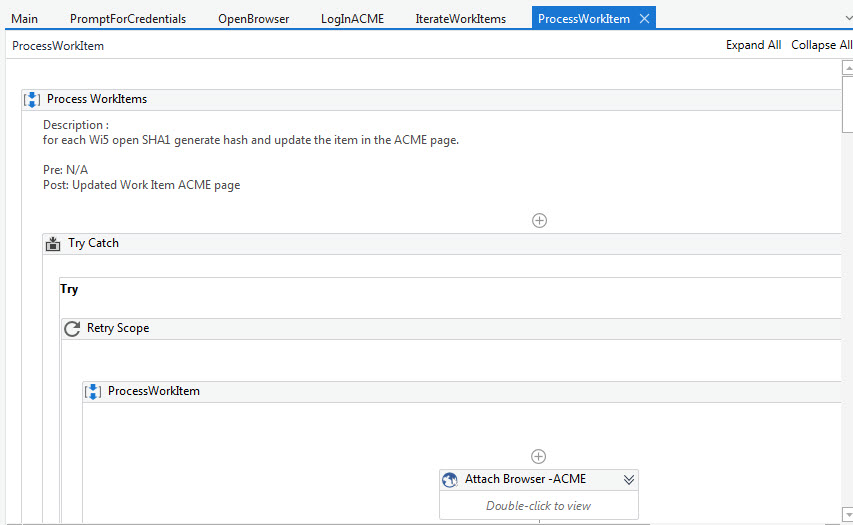 Main PromptForCredentials OpenBrowser LogInACME IterateWorkItems ProcessWorkItem
ProcessWorkItem Expand All Collapse All
Process WorkItems
Description :
for each Wi5 open SHA1 generate hash and update the item in the ACME page.
Pre: N/A
Post: Updated Work Item ACME page
Try Catch
Try
Retry Scope
ProcessWorkItem
Attach Browser -ACME
Double-click to view